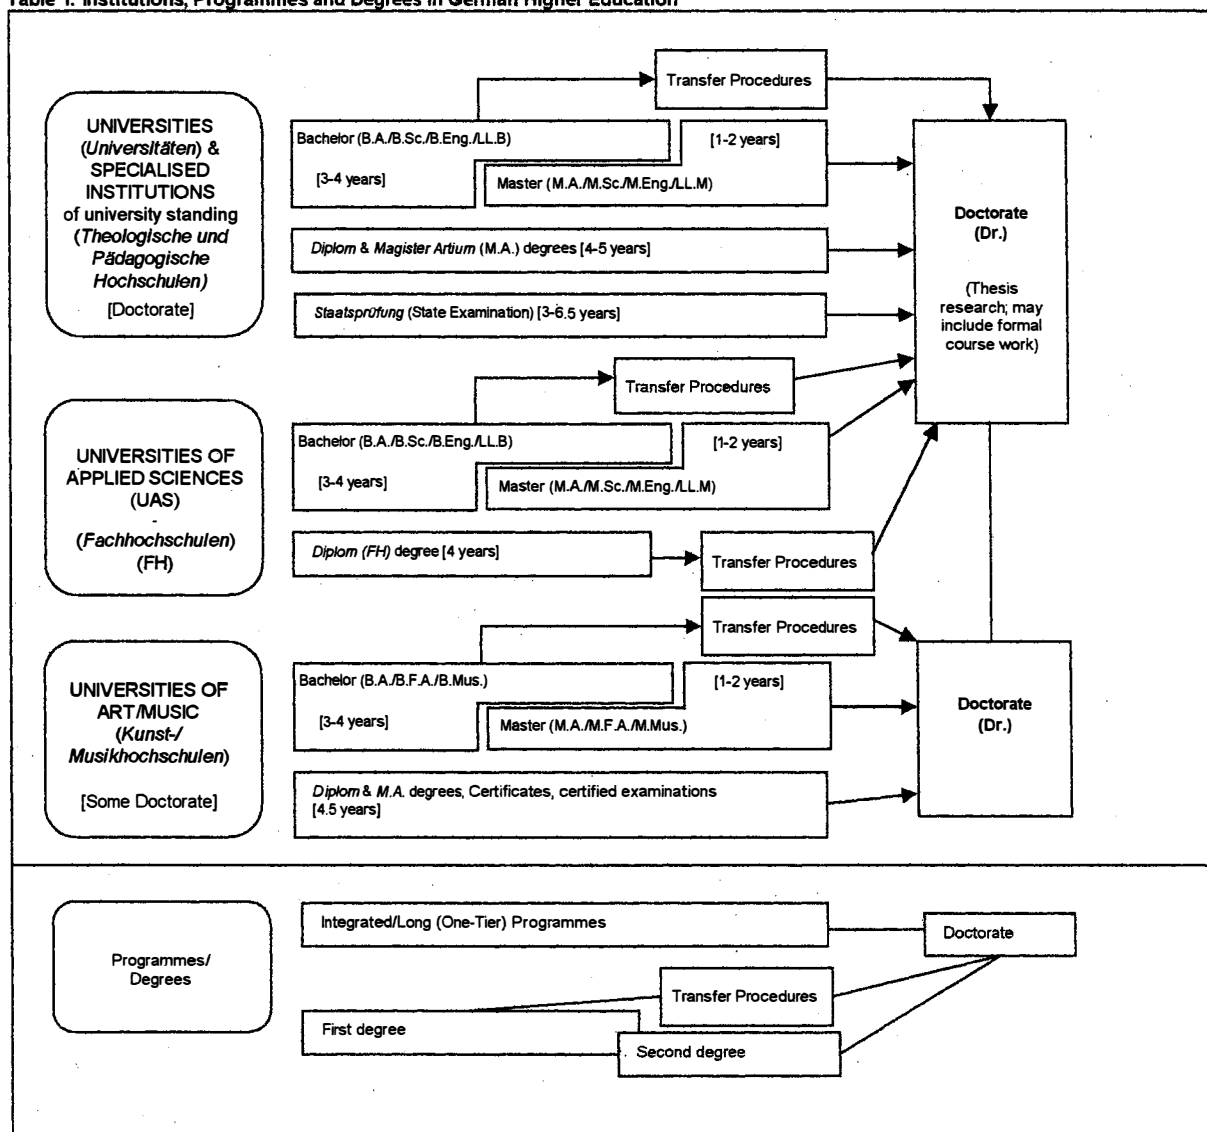 Table 1: Institutions, Programmes and Degrees in German Higher Education
UNIVERSITIES
(Universitäten) &
SPECIALISED
INSTITUTIONS
of university standing
(Theologische und
Pädagogische
Hochschulen)
[Doctorate]
Transfer Procedures
Bachelor (B.A./B.Sc./B.Eng./LL.B)
[3-4 years]
[1-2 years]
Master (M.A./M.Sc./M.Eng./LL.M)
Diplom & Magister Artium (M.A.) degrees [4-5 years]
Staatsprüfung (State Examination) [3-6.5 years]
Doctorate
(Dr.)
(Thesis
research; may
include formal
course work)
UNIVERSITIES OF
APPLIED SCIENCES
(UAS)
-
(Fachhochschulen)
(FH)
Transfer Procedures
Bachelor (B.A./B.Sc./B.Eng./LL.B)
[3-4 years]
[1-2 years]
Master (M.A./M.Sc./M.Eng./LL.M)
Diplom (FH) degree [4 years]
Transfer Procedures
UNIVERSITIES OF
ART/MUSIC
(Kunst-/
Musikhochschulen)
[Some Doctorate]
Transfer Procedures
Bachelor (B.A./B.F.A./B.Mus.)
[3-4 years]
[1-2 years]
Master (M.A./M.F.A./M.Mus.)
Diplom & M.A. degrees, Certificates, certified examinations
[4.5 years]
Doctorate
(Dr.)
Programmes/
Degrees
Integrated/Long (One-Tier) Programmes
Doctorate
Transfer Procedures
First degree
Second degree